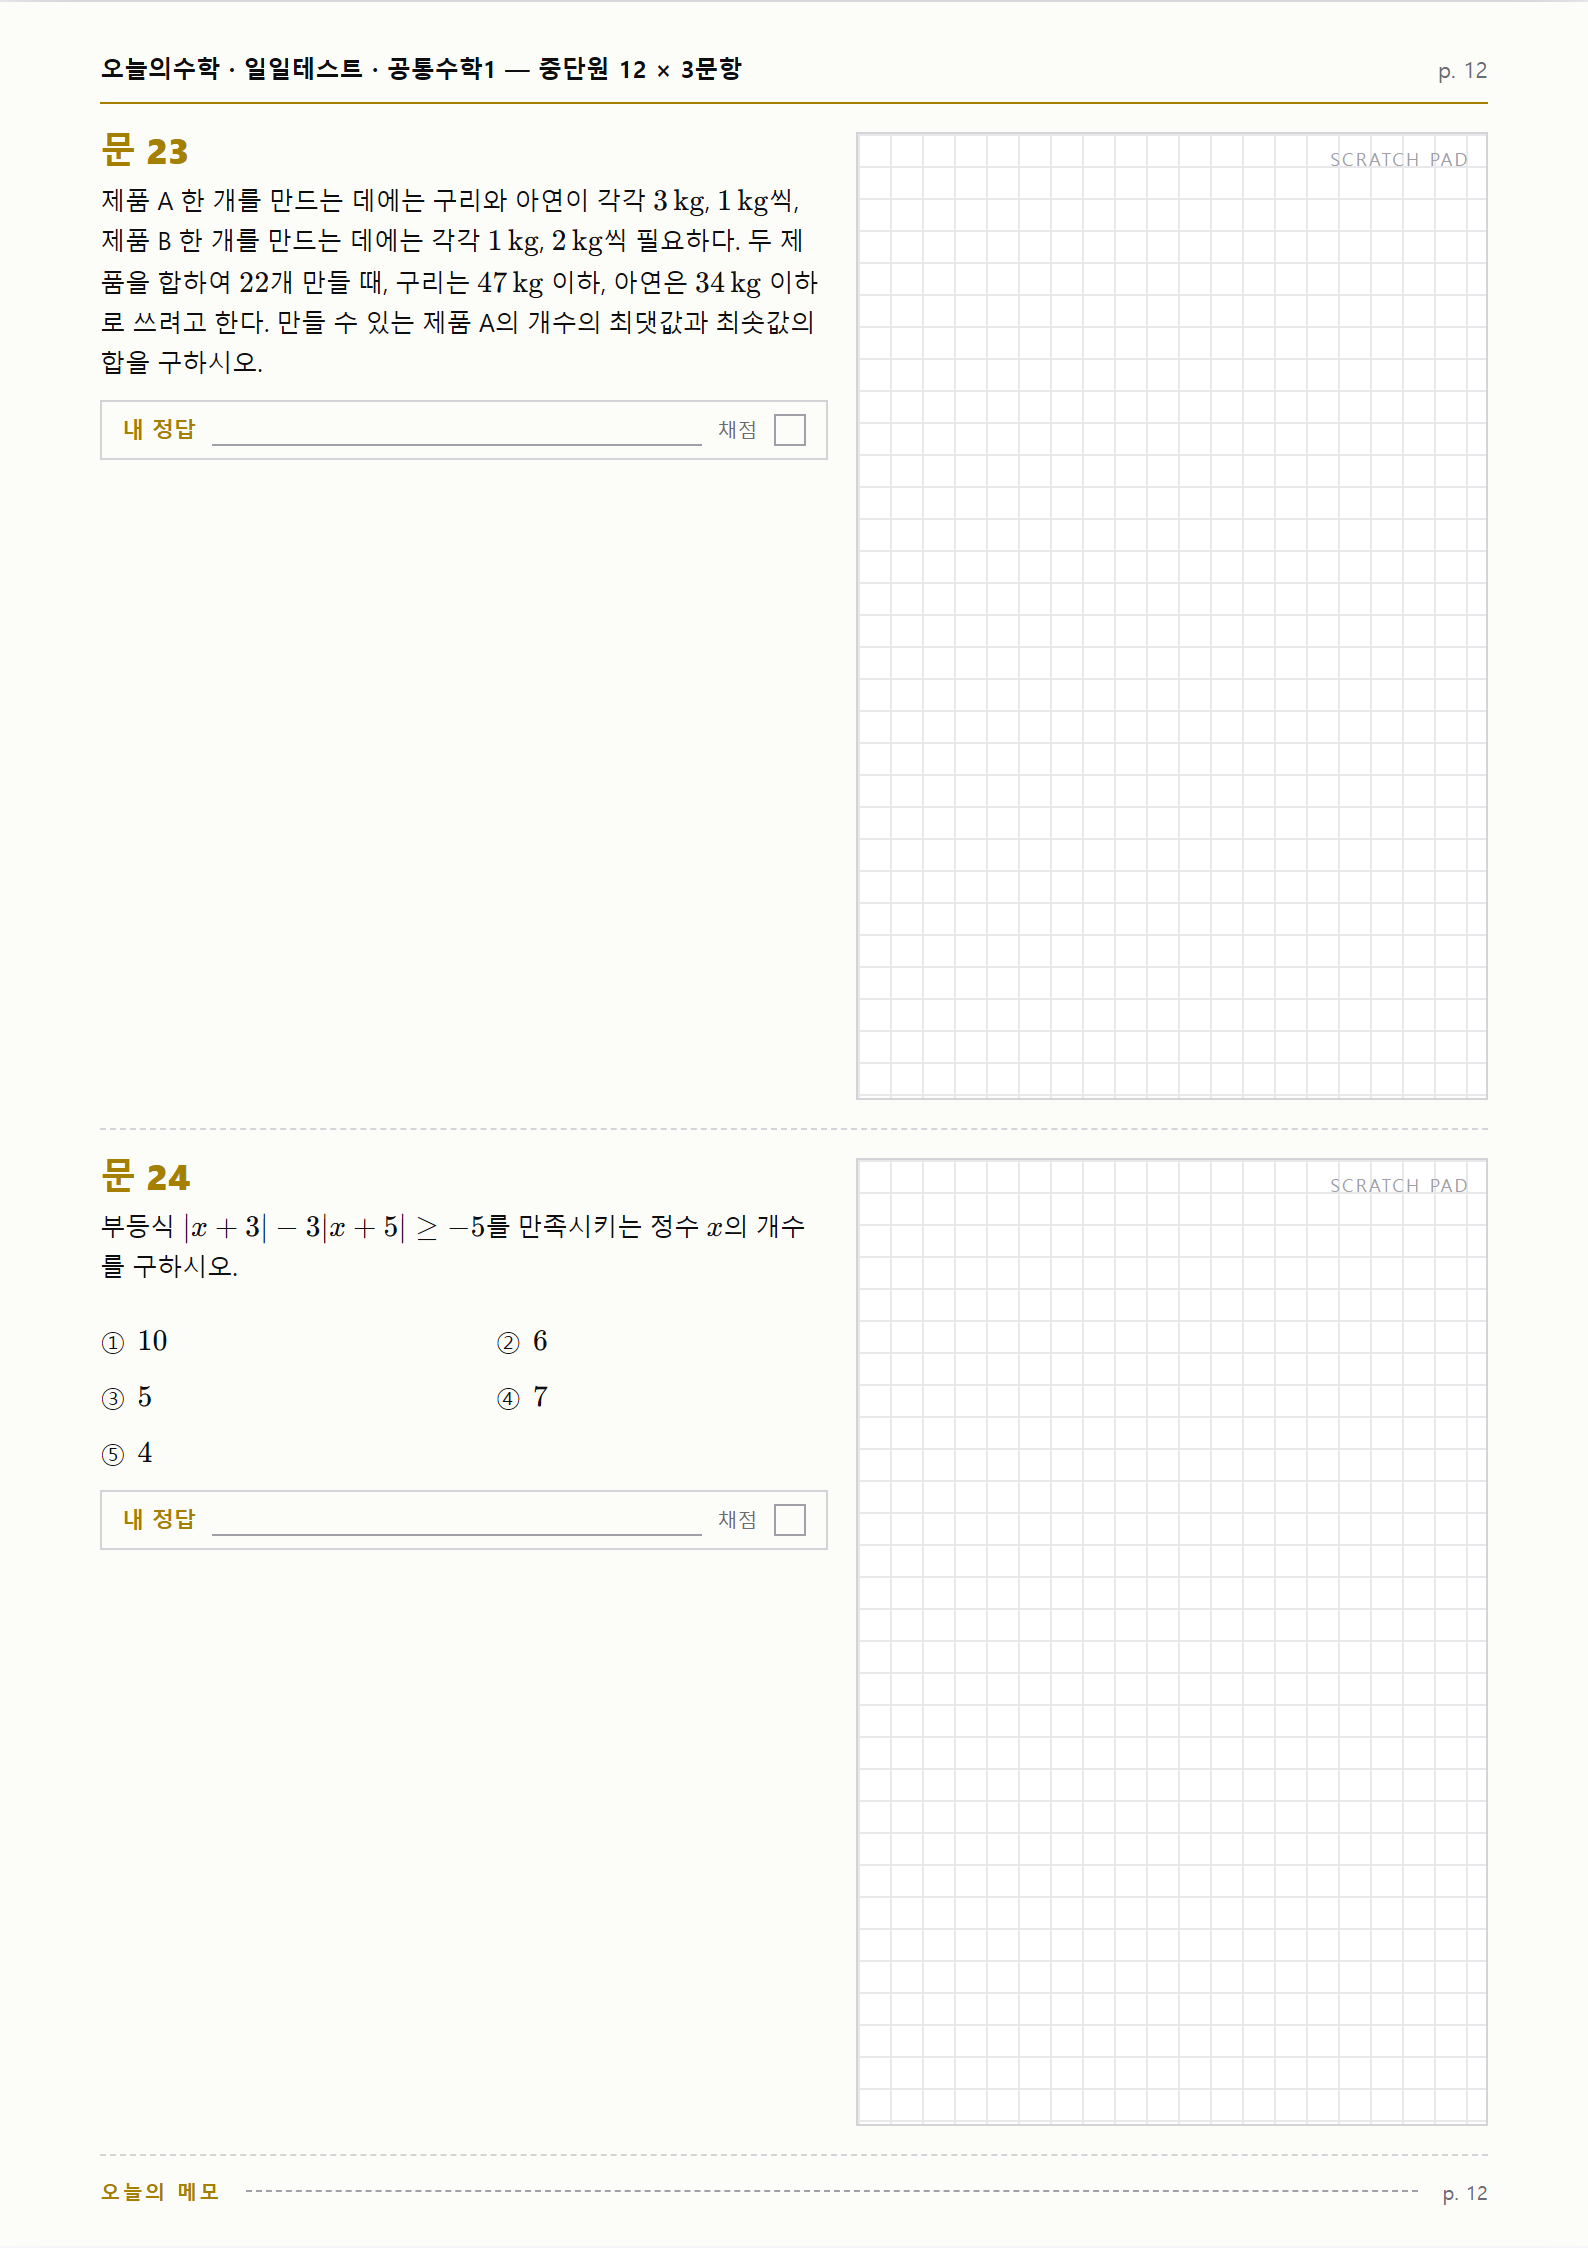 오늘의수학 · 일일테스트 · 공통수학1 — 중단원 12 × 3문항
p. 12
문 23
제품 A 한 개를 만드는 데에는 구리와 아연이 각각 3 kg, 1 kg씩,
제품 B 한 개를 만드는 데에는 각각 1 kg, 2 kg씩 필요하다. 두 제
품을 합하여 22개 만들 때, 구리는 47 kg 이하, 아연은 34 kg 이하
로 쓰려고 한다. 만들 수 있는 제품 A의 개수의 최댓값과 최솟값의
합을 구하시오.
내 정답
채점
SCRATCH PAD
문 24
부등식 |x + 3| − 3|x + 5| ≥ −5를 만족시키는 정수 x의 개수
를 구하시오.
① 10
② 6
③ 5
④ 7
⑤ 4
내 정답
채점
SCRATCH PAD
오늘의 메모
p. 12